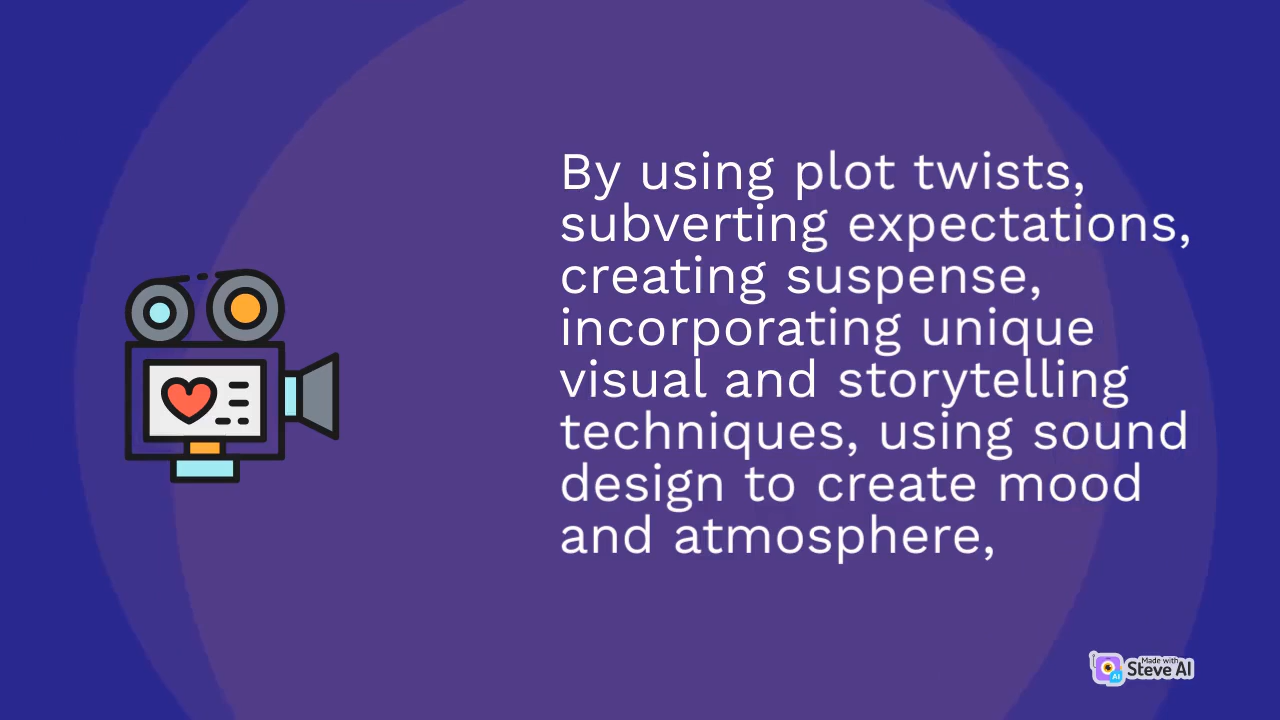 By using plot twists,
subverting expectations,
creating suspense,
incorporating unique
visual and storytelling
techniques, using sound
design to create mood
and atmosphere,
Made with
Steve AI
AI